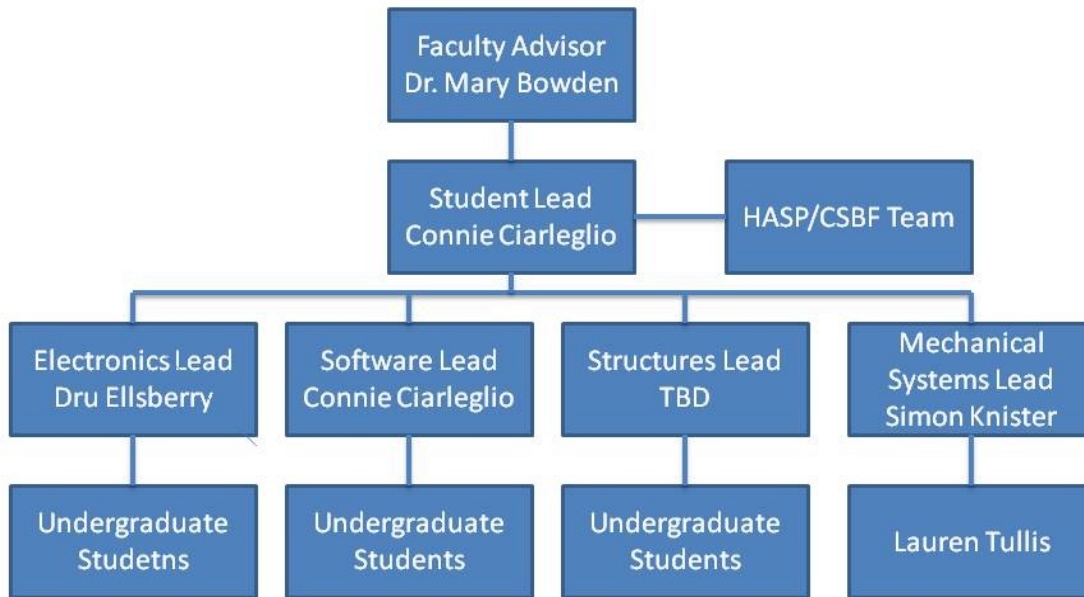 Faculty Advisor
Dr. Mary Bowden
Student Lead
Connie Ciarleglio
HASP/CSBF Team
Electronics Lead
Dru Ellsberry
Software Lead
Connie Ciarleglio
Structures Lead
TBD
Mechanical
Systems Lead
Simon Knister
Undergraduate
Studetns
Undergraduate
Students
Undergraduate
Students
Lauren Tullis